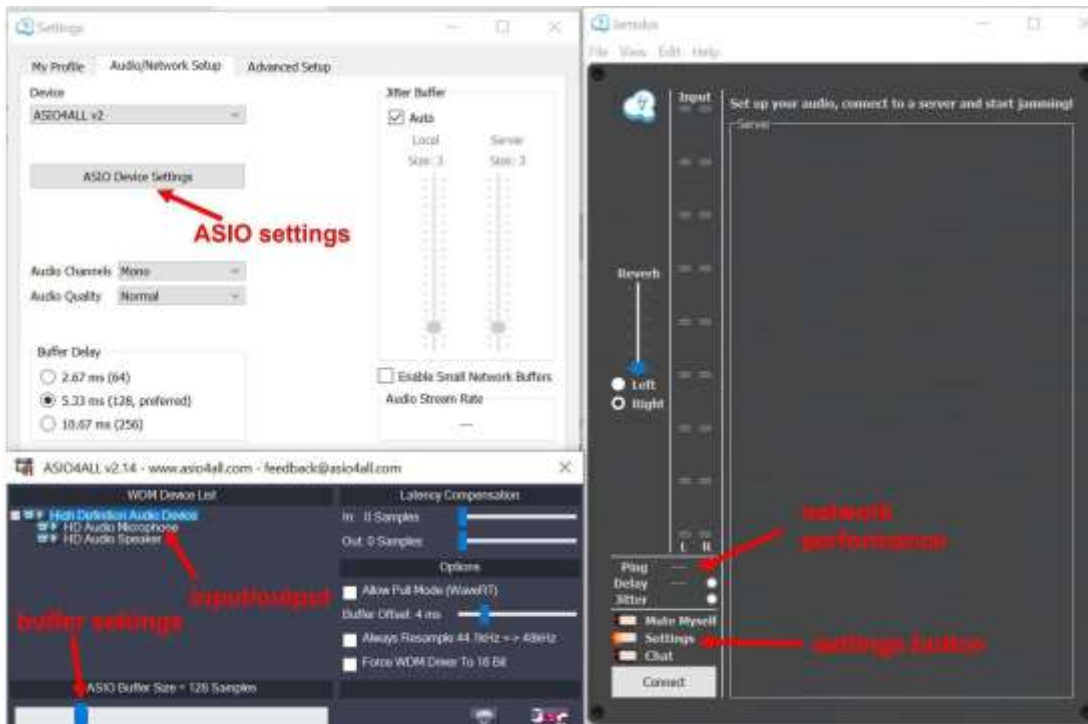 Settings
My Profile
Audio/Network Setup
Advanced Setup
Device
ASIO4ALL v2
ASIO Device Settings
ASIO settings
Audio Channels Mono
Audio Quality Normal
Buffer Delay
2.67 ms (64)
5.33 ms (128, preferred)
10.67 ms (256)
Jitter Buffer
Auto
Local Server
Size: 3 Size: 3
Enable Small Network Buffers
Audio Stream Rate
---
ASIO4ALL v2.14 - www.asio4all.com - feedback@asio4all.com
WDM Device List
High Definition Audio Device
HD Audio Microphone
HD Audio Speaker
input/output
buffer settings
ASIO Buffer Size = 128 Samples
Latency Compensation
In: 0 Samples
Out: 0 Samples
Options
Allow Pull Mode (WaveRT)
Buffer Offset: 4 ms
Always Resample 44.1kHz <-> 48kHz
Force WDM Driver To 16 Bit
Jamulus
File View Edit Help
Input
Set up your audio, connect to a server and start jamming!
Server
Reverb
Left
Right
L R
network
performance
Ping ---
Delay ---
Jitter
Mute Myself
Settings
Chat
settings button
Connect